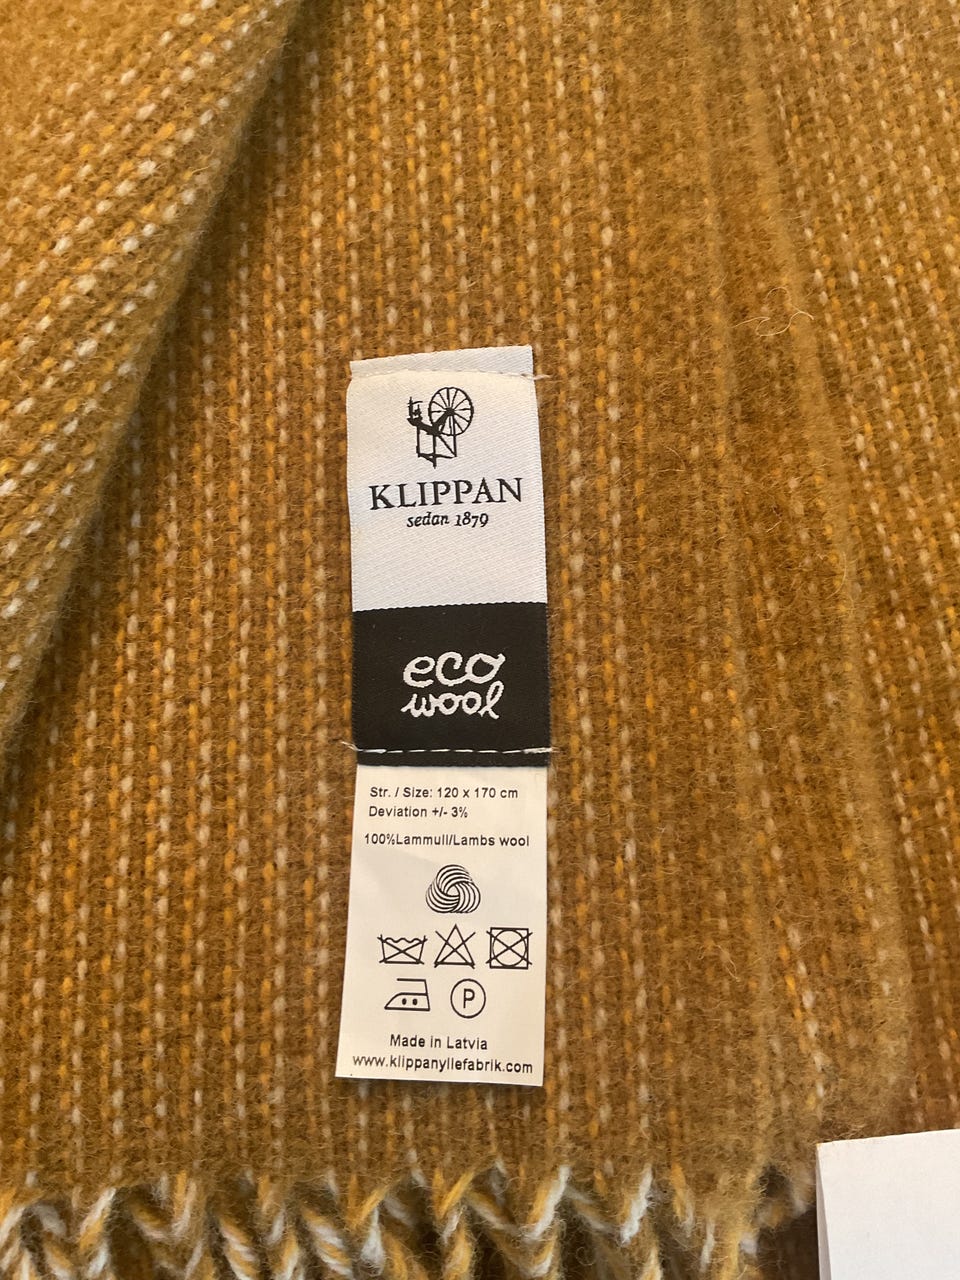 KLIPPAN
sedan 1879
eco
wool
Str. / Size: 120 x 170 cm
Deviation +/- 3%
100%Lammull/Lambs wool
P
Made in Latvia
www.klippanyllefabrik.com